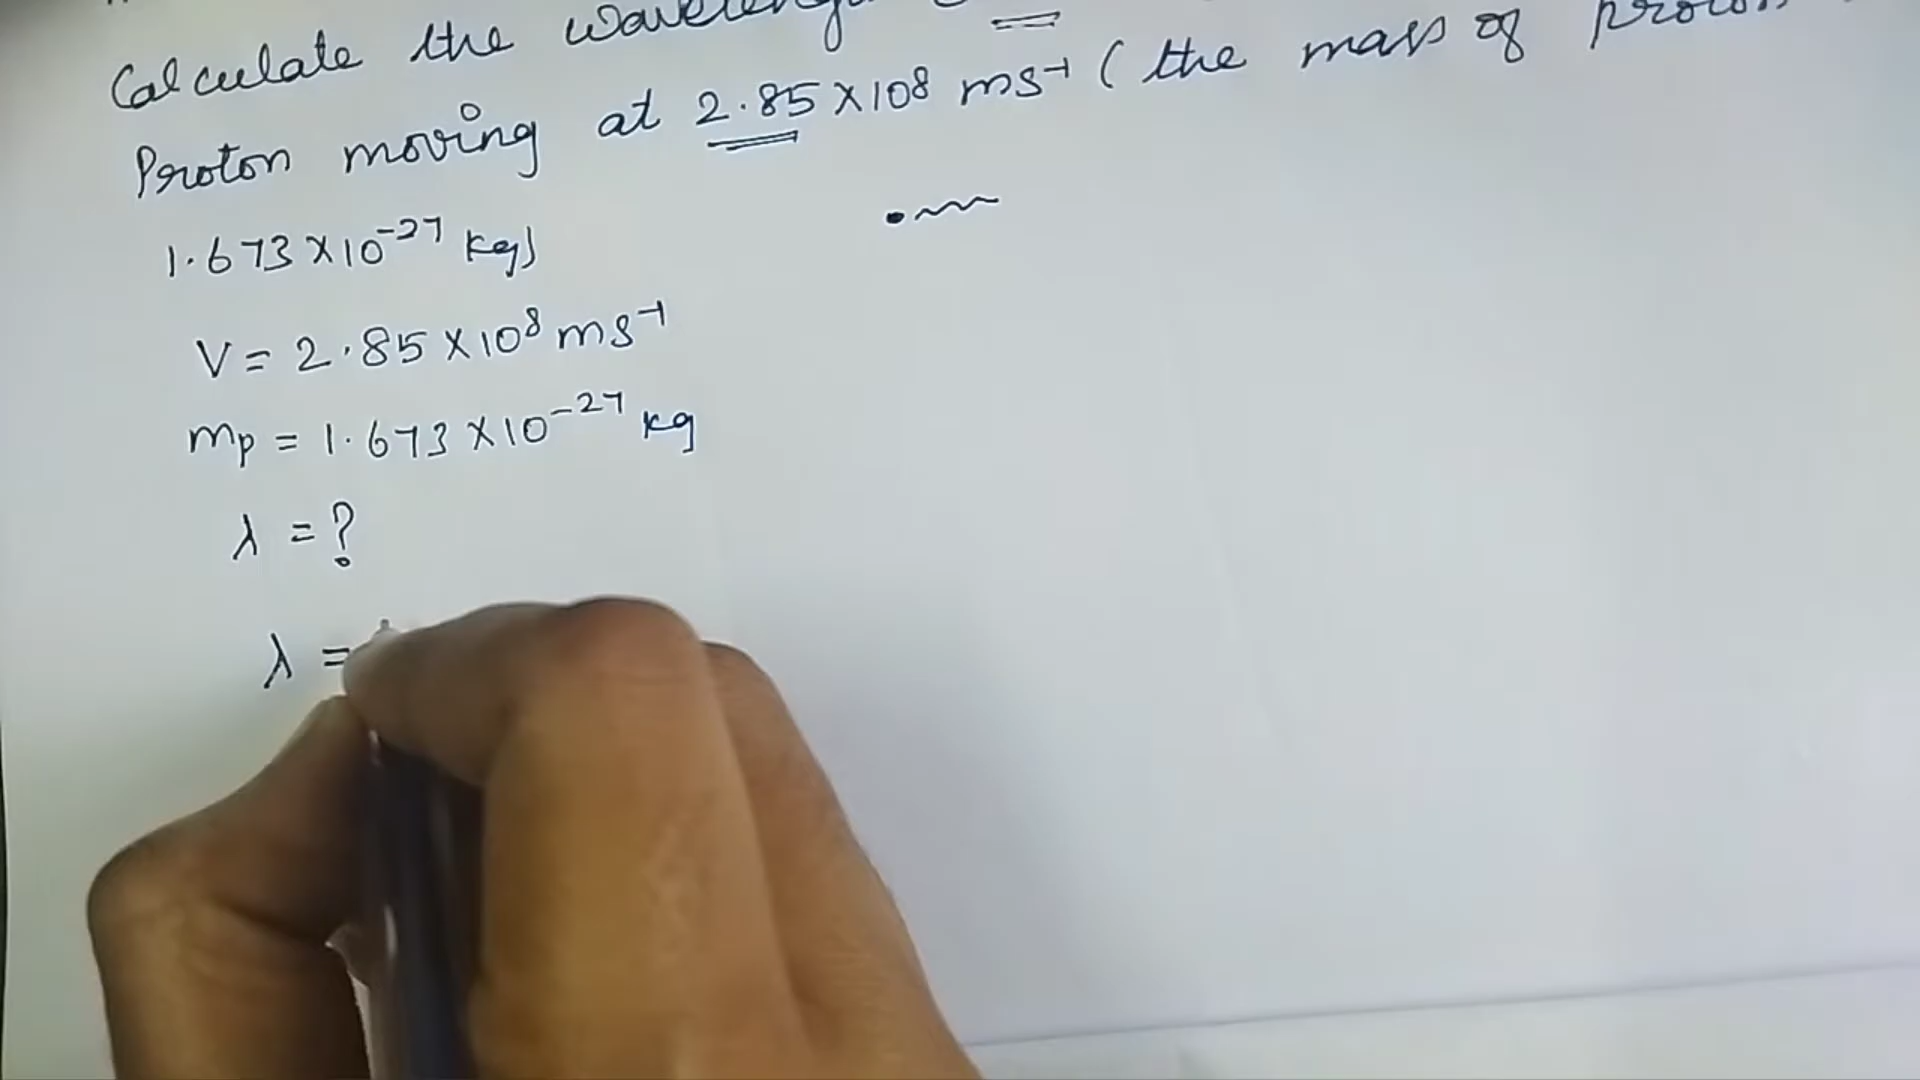 Calculate the
Proton moving at 2.85 × 10⁸ ms⁻¹ ( the mass of proton
1.673 × 10⁻²⁷ kg)
V = 2.85 × 10⁸ ms⁻¹
mp = 1.673 × 10⁻²⁷ kg
λ = ?
λ =